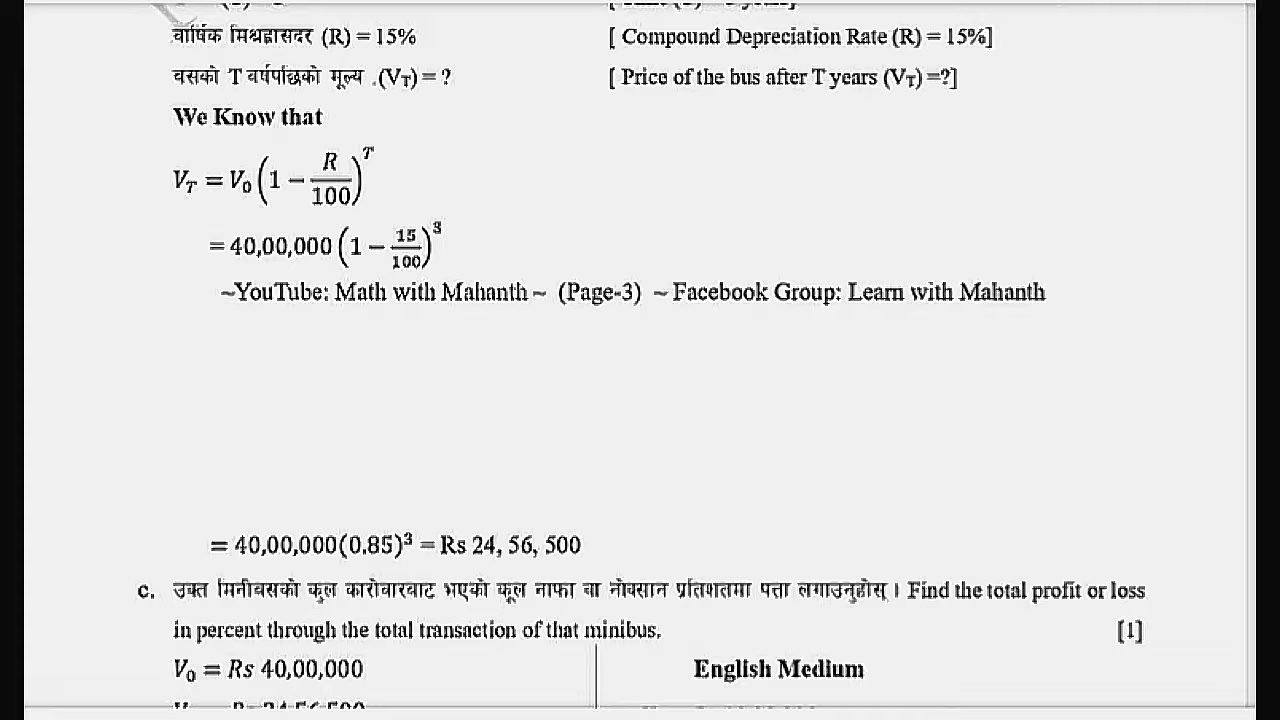 वार्षिक मिश्रह्रासदर (R) = 15% [ Compound Depreciation Rate (R) = 15%]
वसको T वर्षपछिको मूल्य .(V_T) = ? [ Price of the bus after T years (V_T) =?]
We Know that
V_T = V_0 (1 − R/100)^T
= 40,00,000 (1 − 15/100)^3
~YouTube: Math with Mahanth ~ (Page-3) ~ Facebook Group: Learn with Mahanth
= 40,00,000(0.85)^3 = Rs 24, 56, 500
c. उक्त मिनीवसको कुल कारोवारवाट भएको कूल नाफा वा नोक्सान प्रतिशतमा पत्ता लगाउनुहोस् । Find the total profit or loss
in percent through the total transaction of that minibus. [1]
V_0 = Rs 40,00,000 English Medium